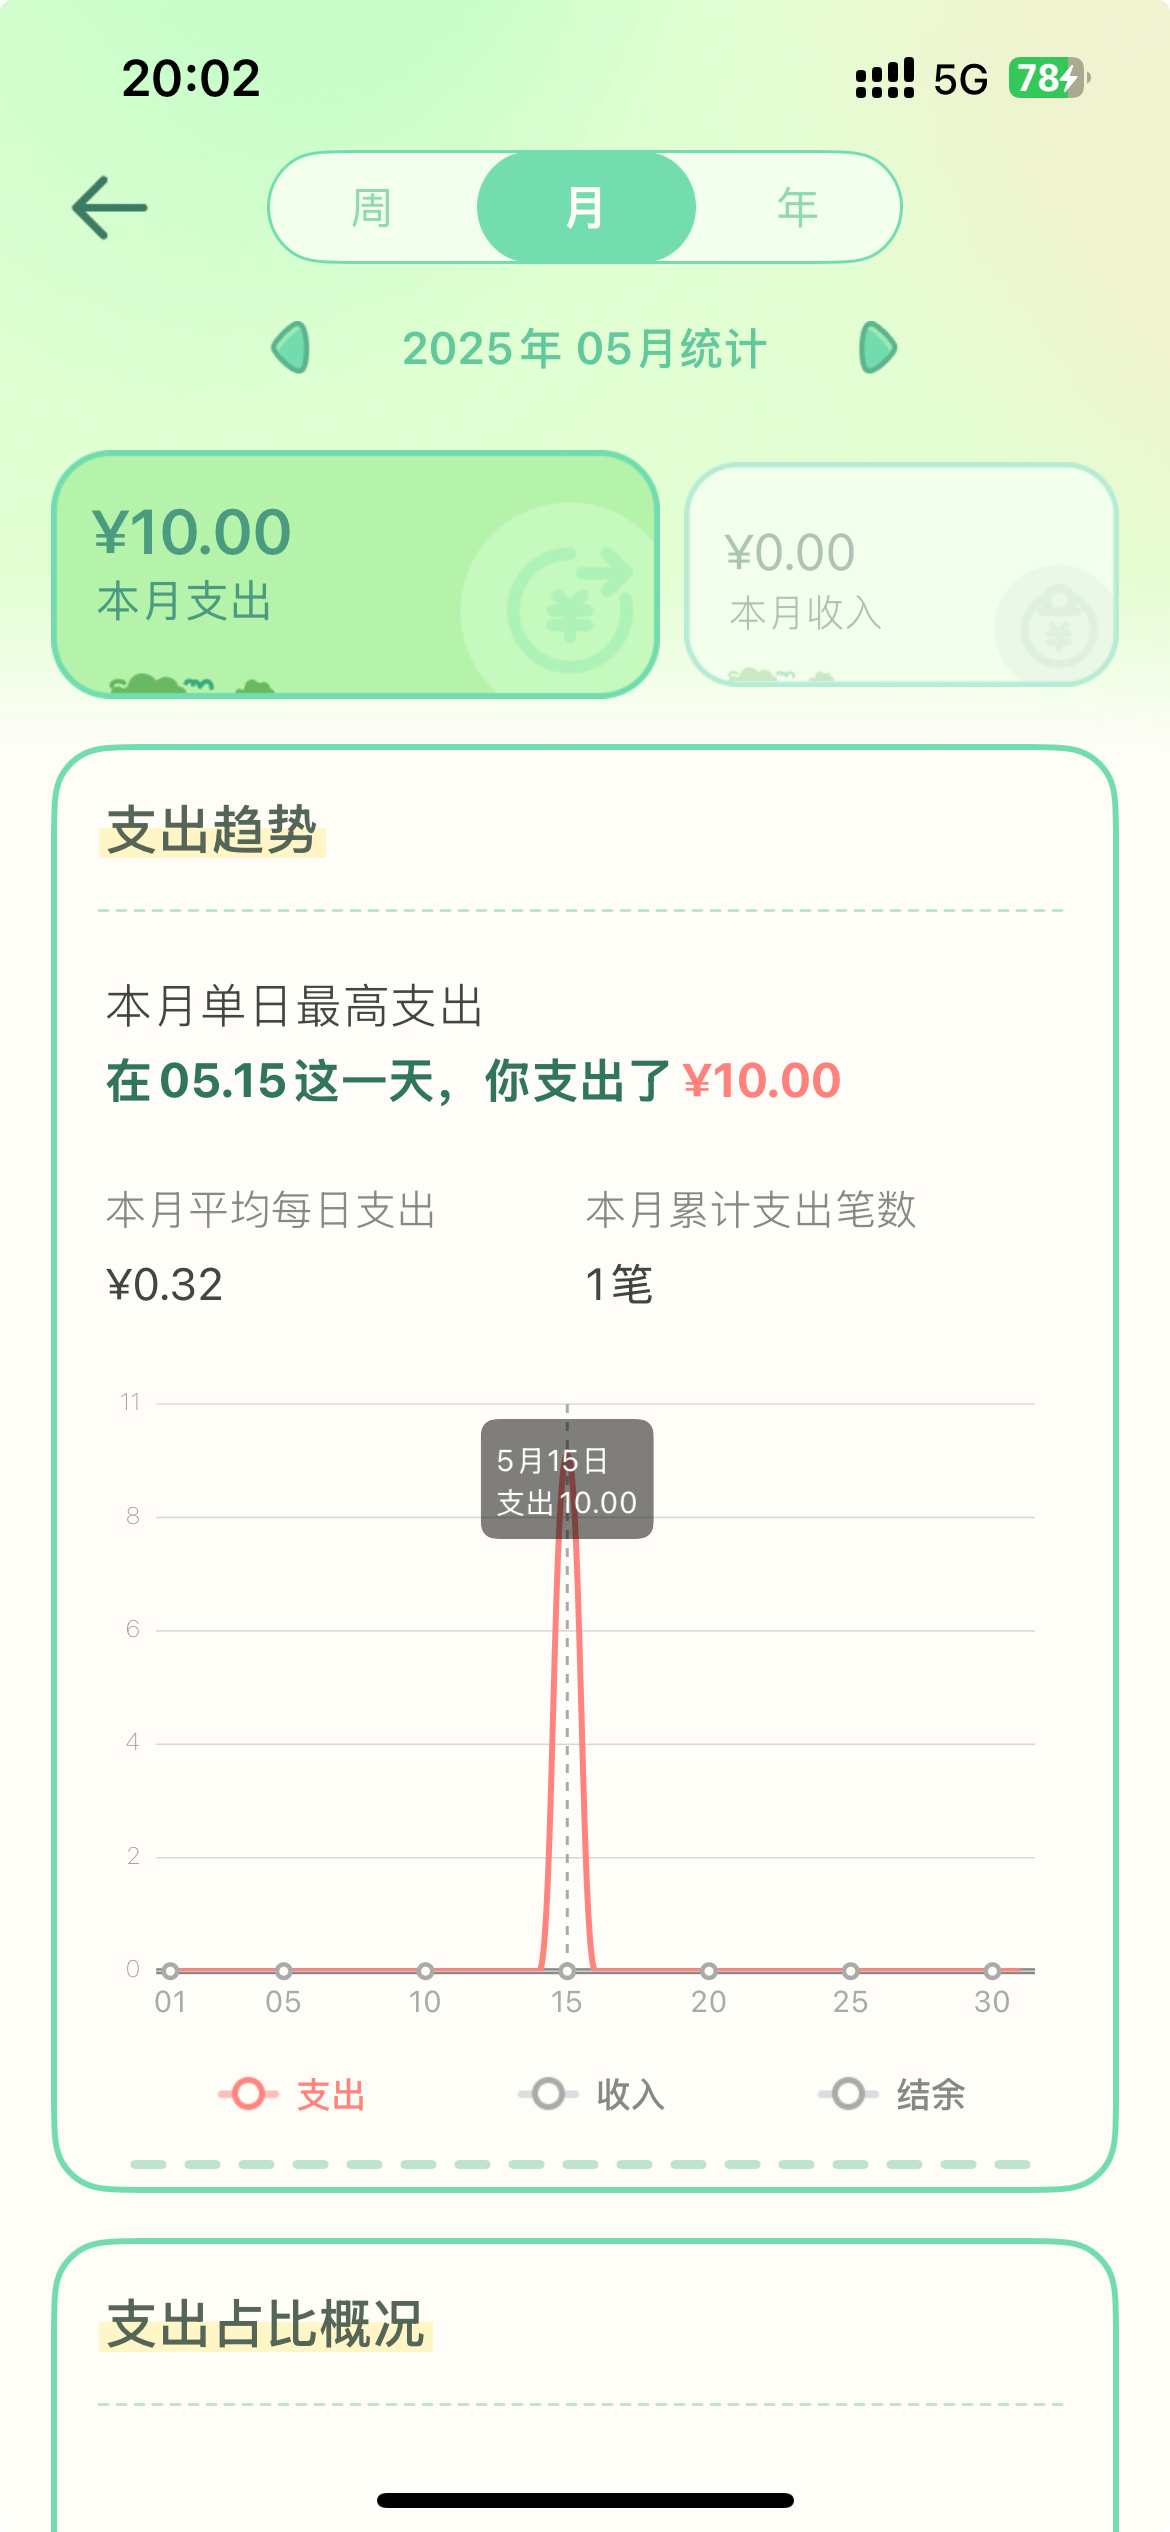 20:02 5G 78
周 月 年
2025年 05月统计
¥10.00
本月支出
¥0.00
本月收入
支出趋势
本月单日最高支出
在05.15这一天，你支出了¥10.00
本月平均每日支出 本月累计支出笔数
¥0.32 1笔
11
5月15日
支出10.00
8
6
4
2
0
01 05 10 15 20 25 30
支出 收入 结余
支出占比概况